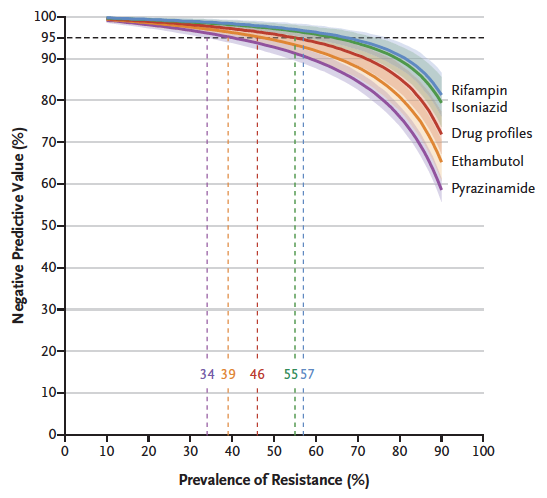 100
95
90
80
70
60
50
40
30
20
10
0
Negative Predictive Value (%)
Rifampin
Isoniazid
Drug profiles
Ethambutol
Pyrazinamide
34 39 46 55 57
0 10 20 30 40 50 60 70 80 90 100
Prevalence of Resistance (%)